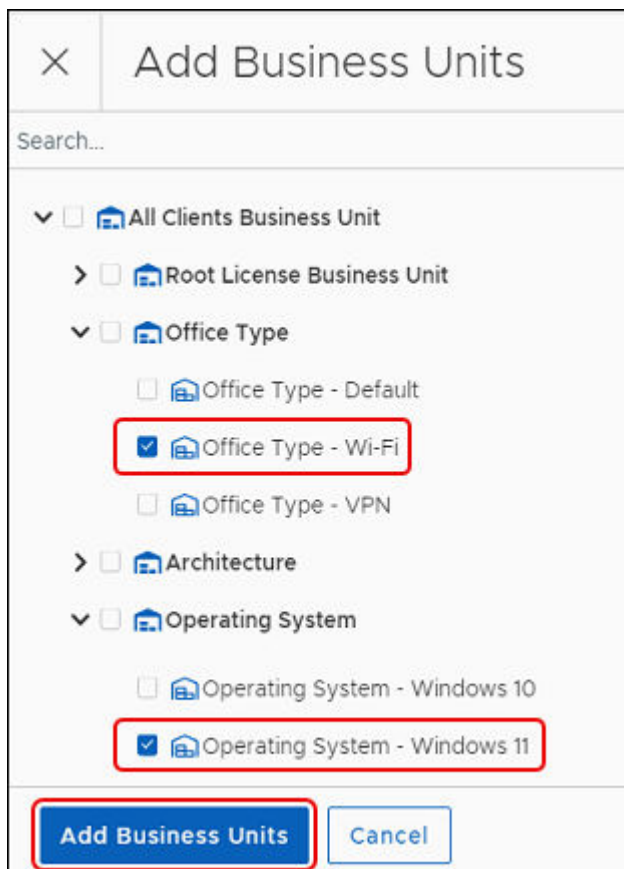 Add Business Units
Search...
All Clients Business Unit
Root License Business Unit
Office Type
Office Type - Default
Office Type - Wi-Fi
Office Type - VPN
Architecture
Operating System
Operating System - Windows 10
Operating System - Windows 11
Add Business Units
Cancel